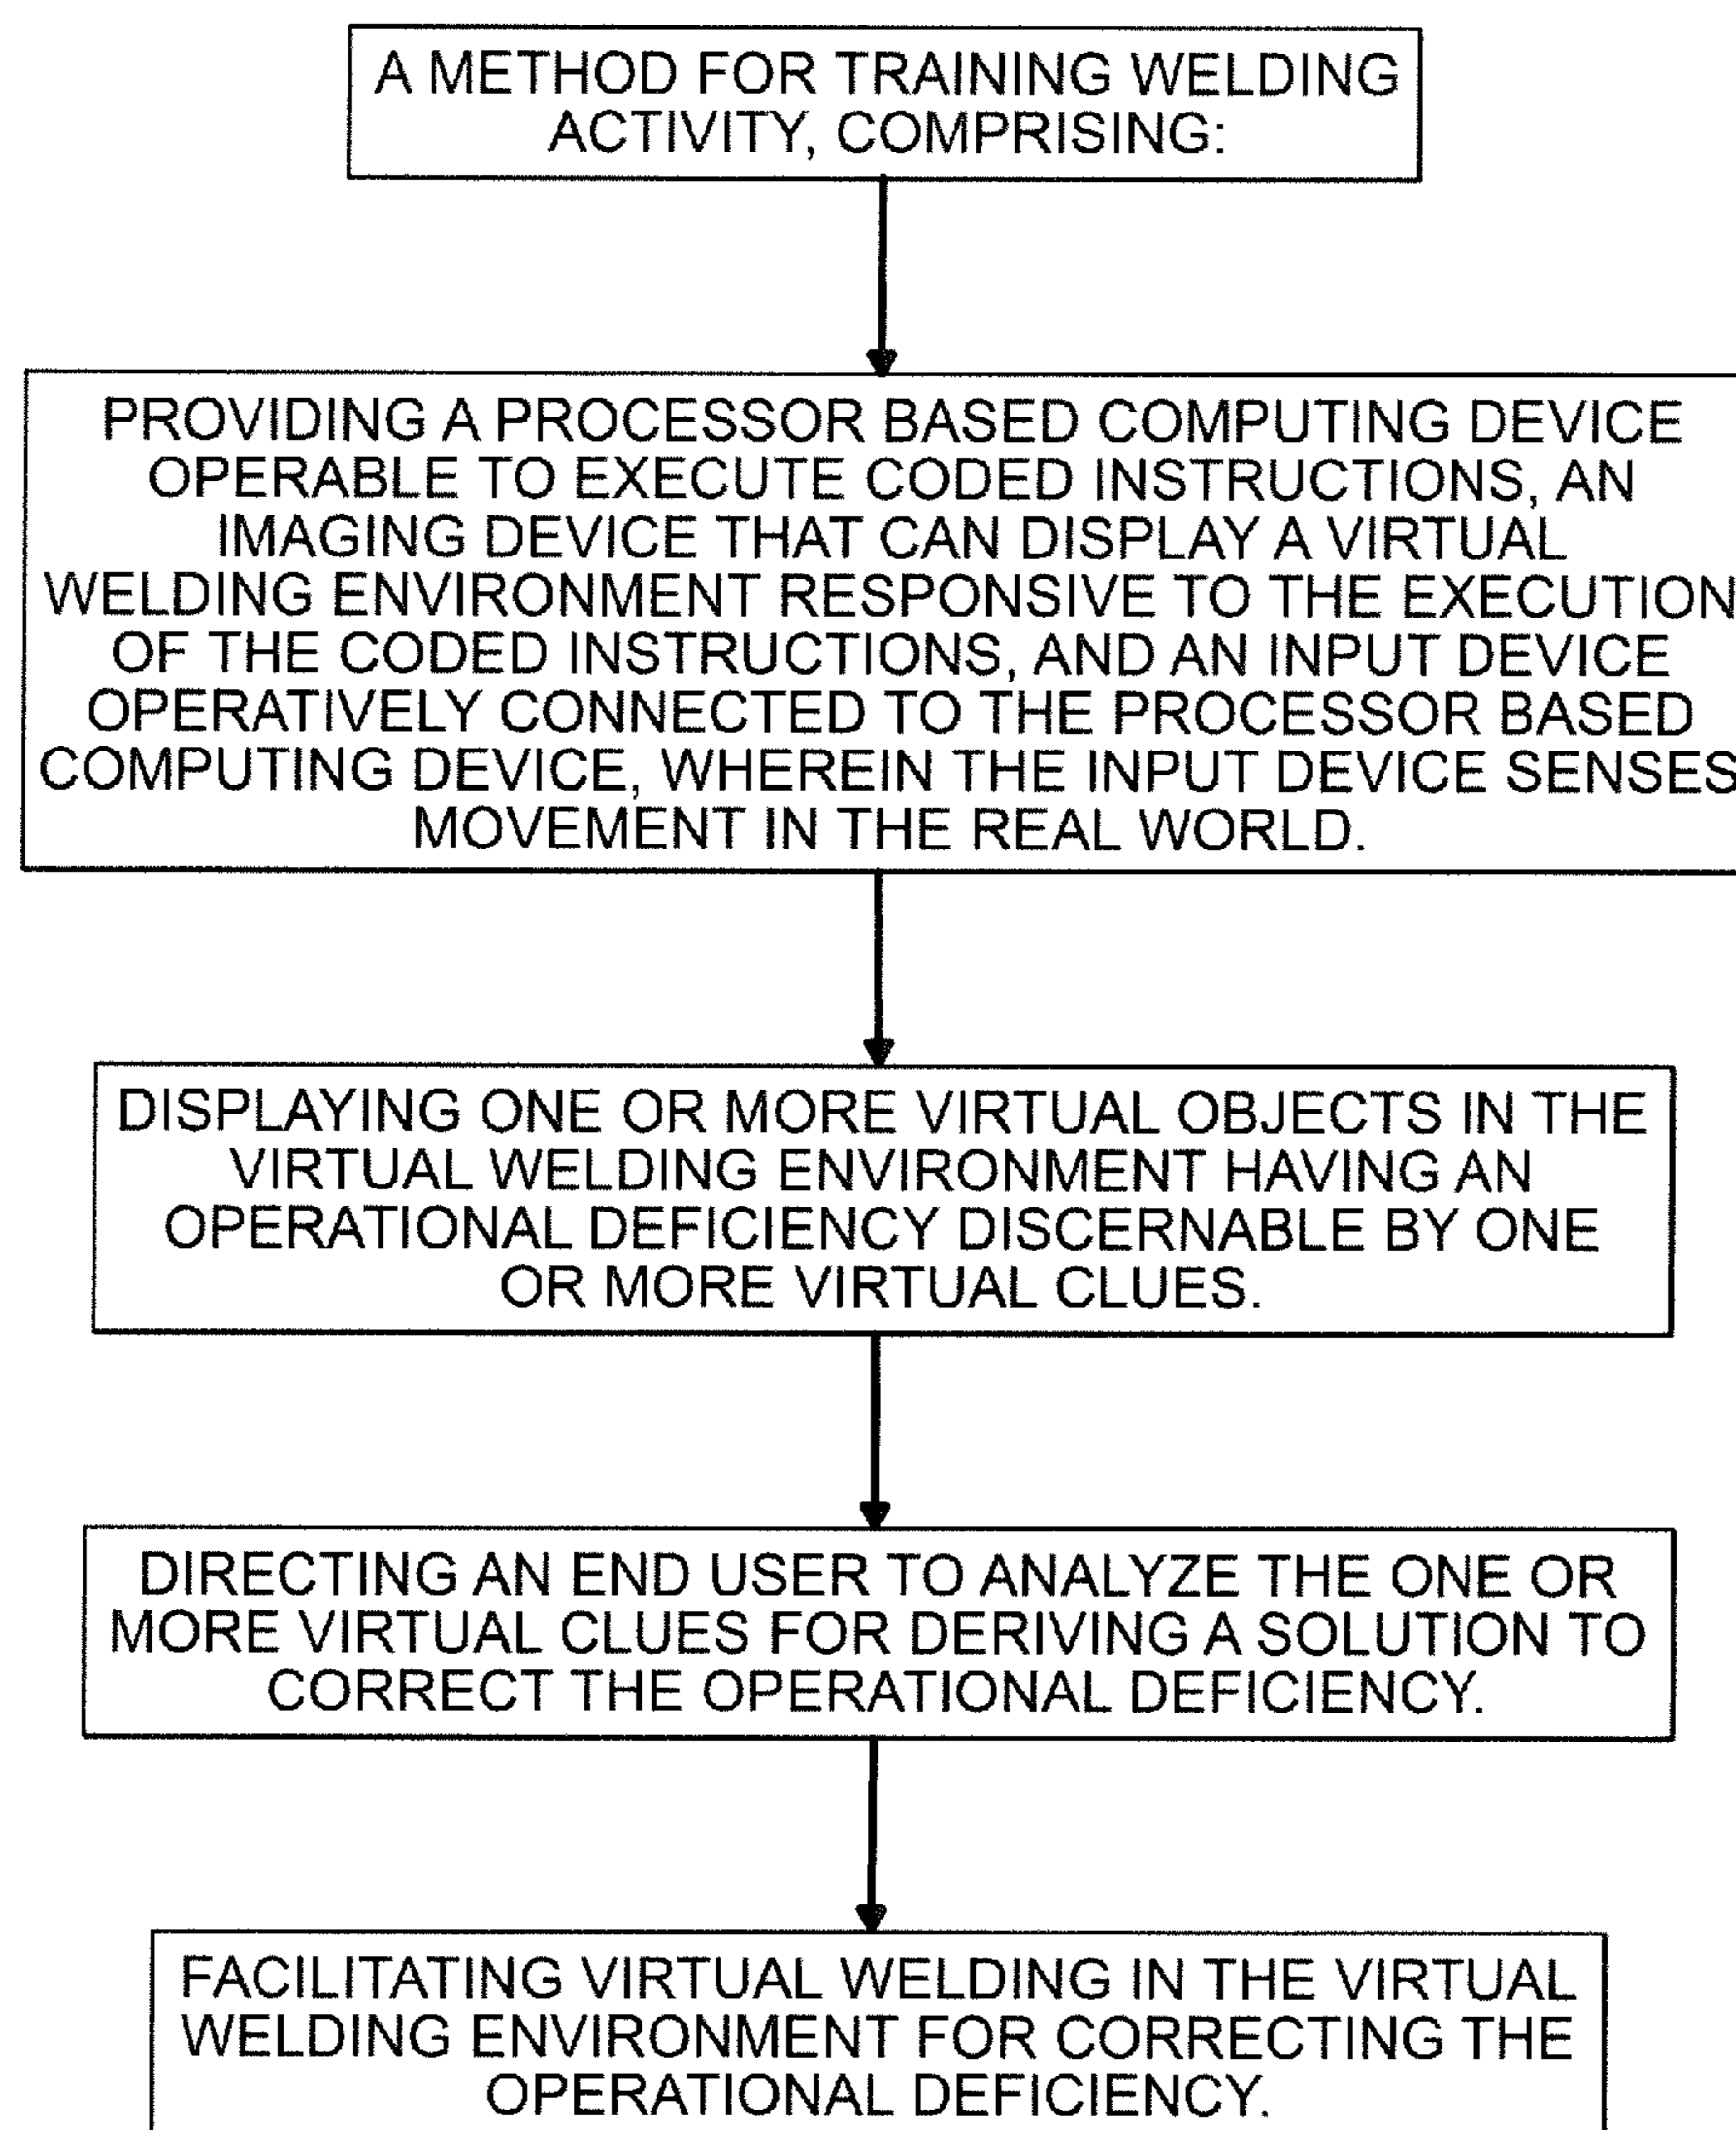 A METHOD FOR TRAINING WELDING
ACTIVITY, COMPRISING:
PROVIDING A PROCESSOR BASED COMPUTING DEVICE
OPERABLE TO EXECUTE CODED INSTRUCTIONS, AN
IMAGING DEVICE THAT CAN DISPLAY A VIRTUAL
WELDING ENVIRONMENT RESPONSIVE TO THE EXECUTION
OF THE CODED INSTRUCTIONS, AND AN INPUT DEVICE
OPERATIVELY CONNECTED TO THE PROCESSOR BASED
COMPUTING DEVICE, WHEREIN THE INPUT DEVICE SENSES
MOVEMENT IN THE REAL WORLD.
DISPLAYING ONE OR MORE VIRTUAL OBJECTS IN THE
VIRTUAL WELDING ENVIRONMENT HAVING AN
OPERATIONAL DEFICIENCY DISCERNABLE BY ONE
OR MORE VIRTUAL CLUES.
DIRECTING AN END USER TO ANALYZE THE ONE OR
MORE VIRTUAL CLUES FOR DERIVING A SOLUTION TO
CORRECT THE OPERATIONAL DEFICIENCY.
FACILITATING VIRTUAL WELDING IN THE VIRTUAL
WELDING ENVIRONMENT FOR CORRECTING THE
OPERATIONAL DEFICIENCY.